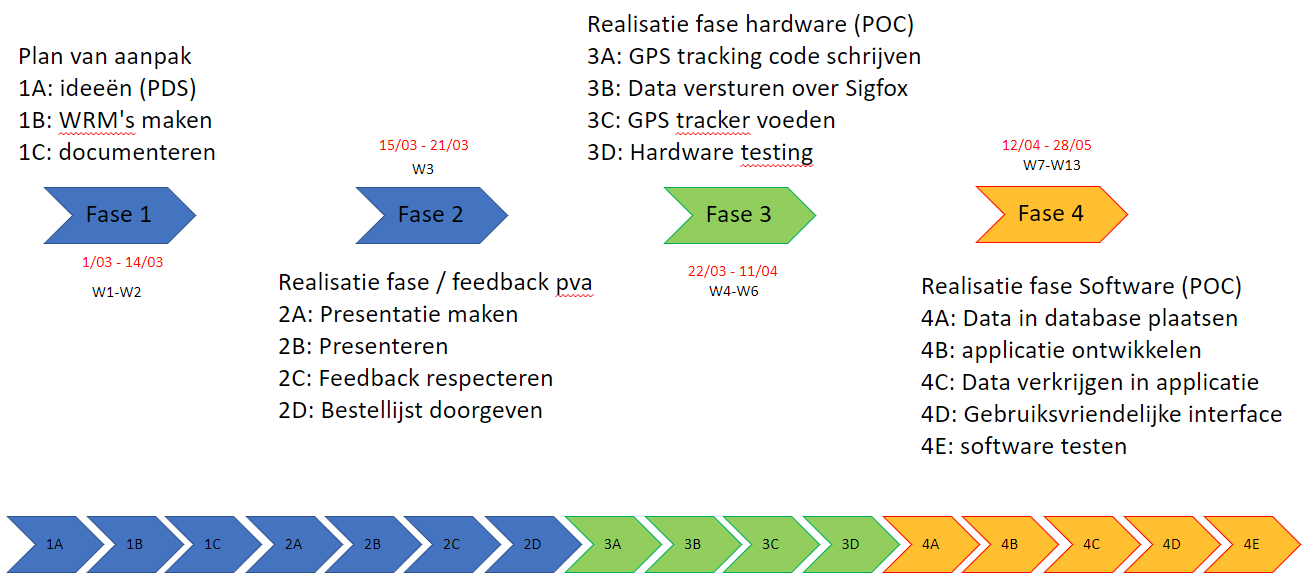 Plan van aanpak
1A: ideeën (PDS)
1B: WRM's maken
1C: documenteren
Fase 1
1/03 - 14/03
W1-W2
15/03 - 21/03
W3
Fase 2
Realisatie fase / feedback pva
2A: Presentatie maken
2B: Presenteren
2C: Feedback respecteren
2D: Bestellijst doorgeven
Realisatie fase hardware (POC)
3A: GPS tracking code schrijven
3B: Data versturen over Sigfox
3C: GPS tracker voeden
3D: Hardware testing
Fase 3
22/03 - 11/04
W4-W6
12/04 - 28/05
W7-W13
Fase 4
Realisatie fase Software (POC)
4A: Data in database plaatsen
4B: applicatie ontwikkelen
4C: Data verkrijgen in applicatie
4D: Gebruiksvriendelijke interface
4E: software testen
1A 1B 1C 2A 2B 2C 2D 3A 3B 3C 3D 4A 4B 4C 4D 4E